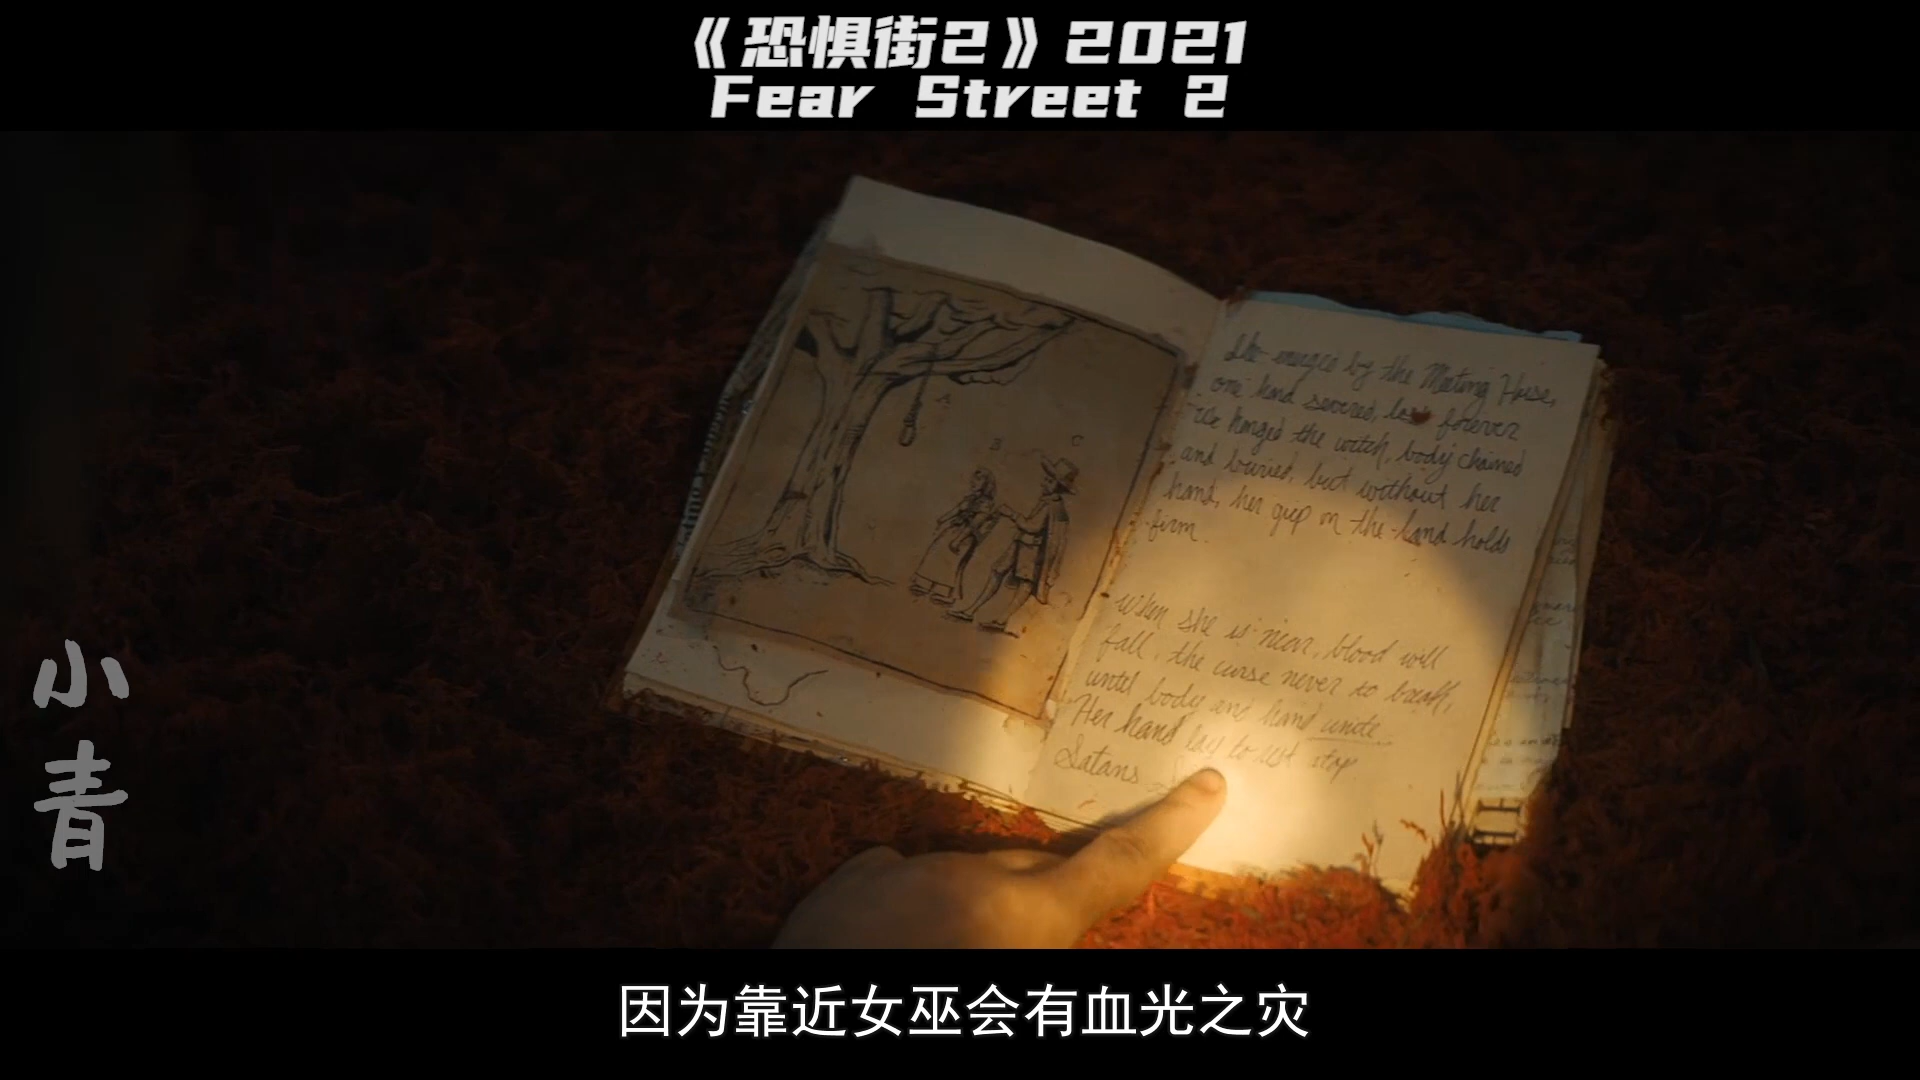 《恐惧街2》2021
Fear Street 2
A
B
C
by the Meeting House,
one hand severed, lost forever
We hanged the witch, body chained
and buried, but without her
hand, her grip on the land holds
firm.
When she is near, blood will
fall, the curse never to break,
until body and hand unite.
Her hand lay to rest stop
Satans
小
青
因为靠近女巫会有血光之灾